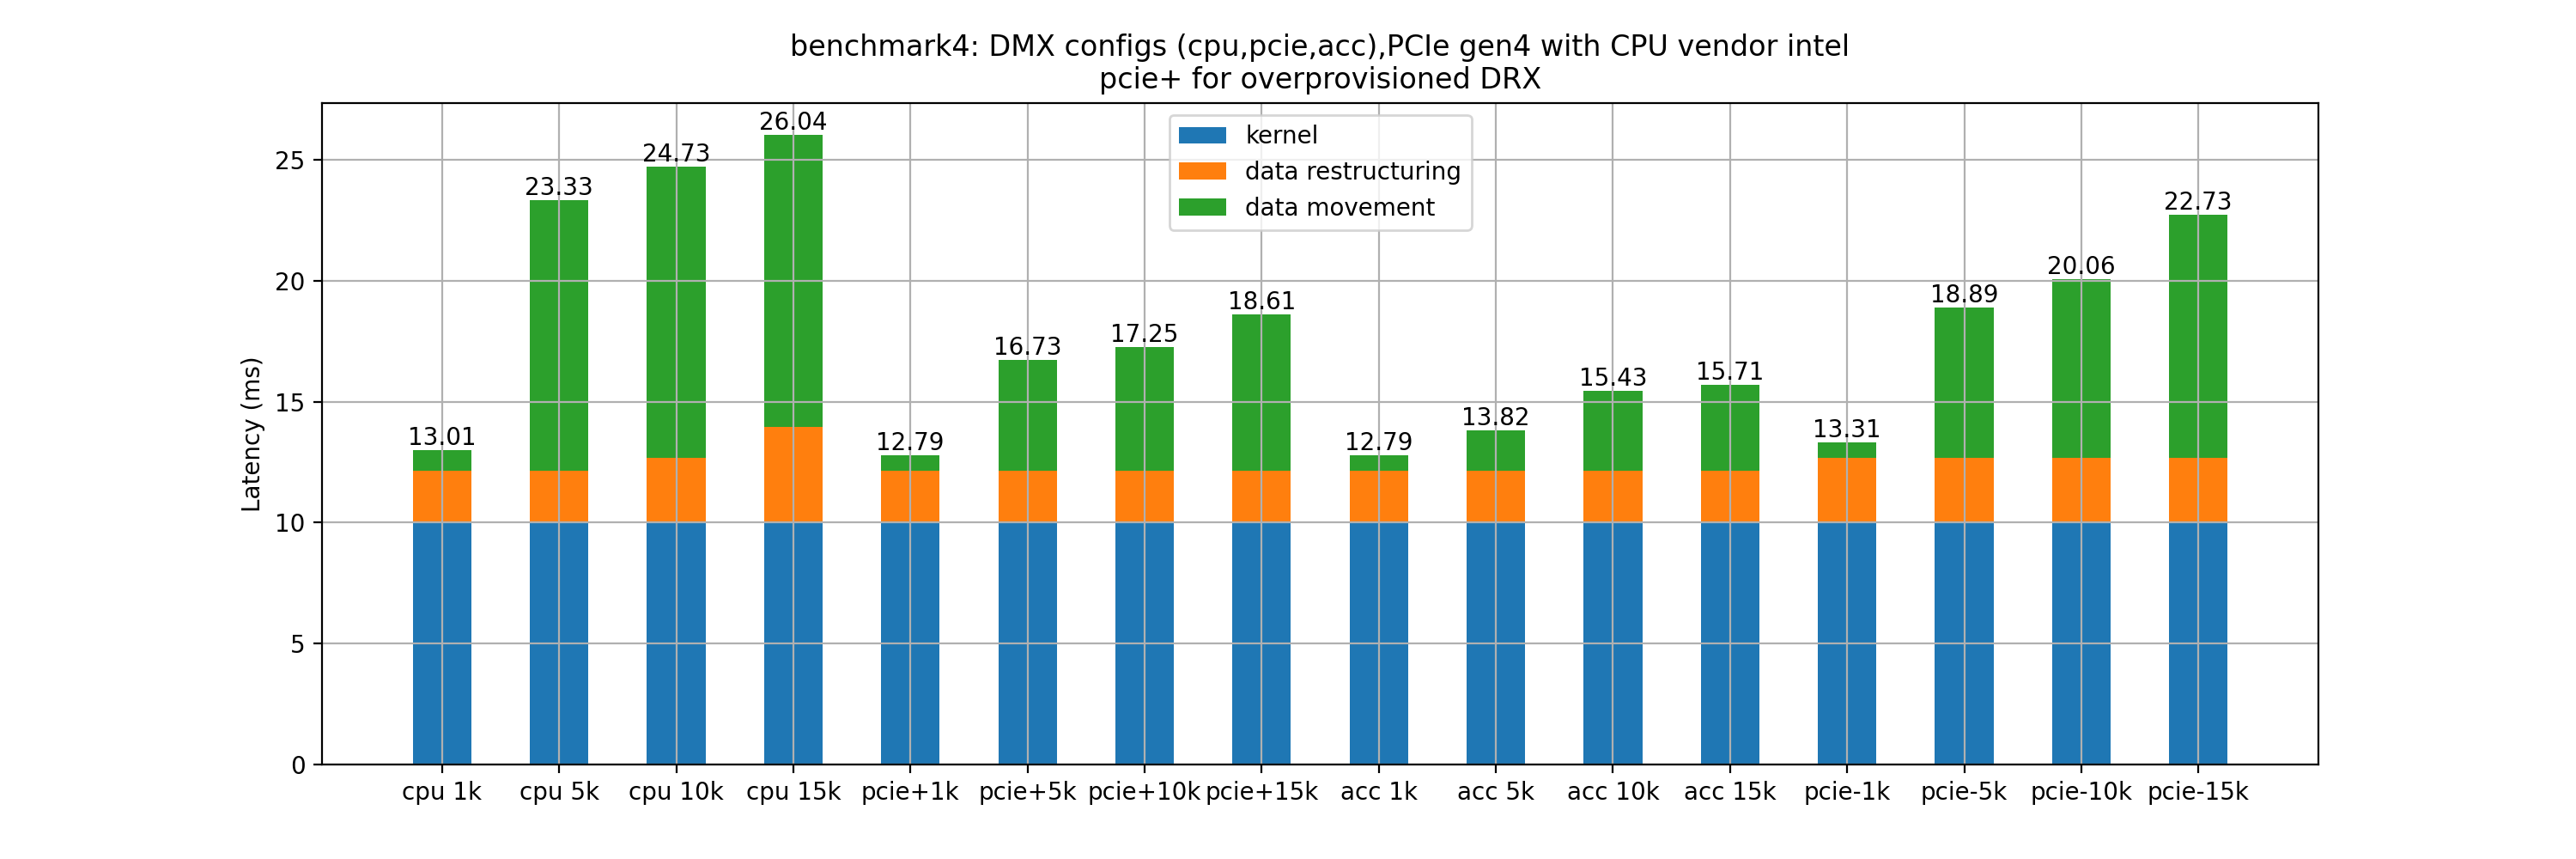 benchmark4: DMX configs (cpu,pcie,acc),PCIe gen4 with CPU vendor intel
pcie+ for overprovisioned DRX
kernel
data restructuring
data movement
Latency (ms)
25
20
15
10
5
0
13.01
23.33
24.73
26.04
12.79
16.73
17.25
18.61
12.79
13.82
15.43
15.71
13.31
18.89
20.06
22.73
cpu 1k
cpu 5k
cpu 10k
cpu 15k
pcie+1k
pcie+5k
pcie+10k
pcie+15k
acc 1k
acc 5k
acc 10k
acc 15k
pcie-1k
pcie-5k
pcie-10k
pcie-15k